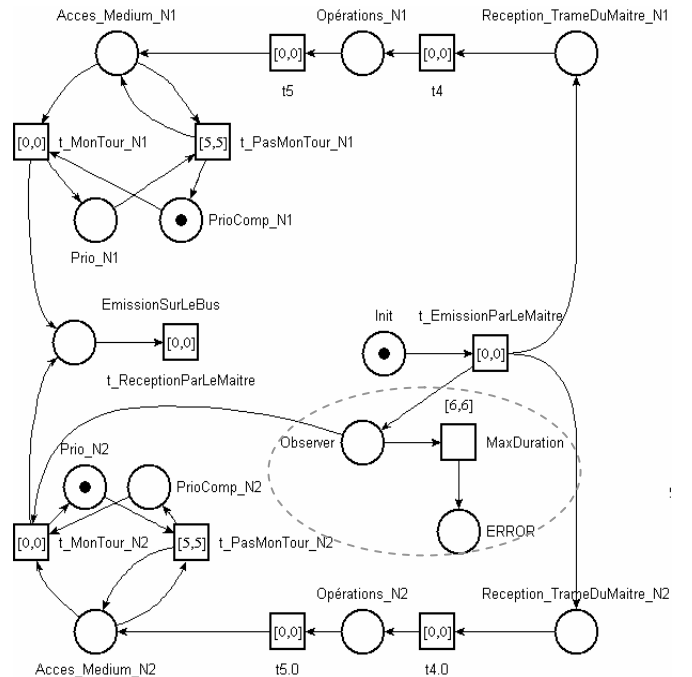 Acces_Medium_N1
Opérations_N1
Reception_TrameDuMaitre_N1
[0,0]
[0,0]
t5
t4
[0,0]
t_MonTour_N1
[5,5]
t_PasMonTour_N1
PrioComp_N1
Prio_N1
EmissionSurLeBus
Init
t_EmissionParLeMaitre
[0,0]
[0,0]
t_ReceptionParLeMaitre
[6,6]
Observer
MaxDuration
Prio_N2
PrioComp_N2
ERROR
[0,0]
t_MonTour_N2
[5,5]
t_PasMonTour_N2
Opérations_N2
Reception_TrameDuMaitre_N2
[0,0]
[0,0]
Acces_Medium_N2
t5.0
t4.0